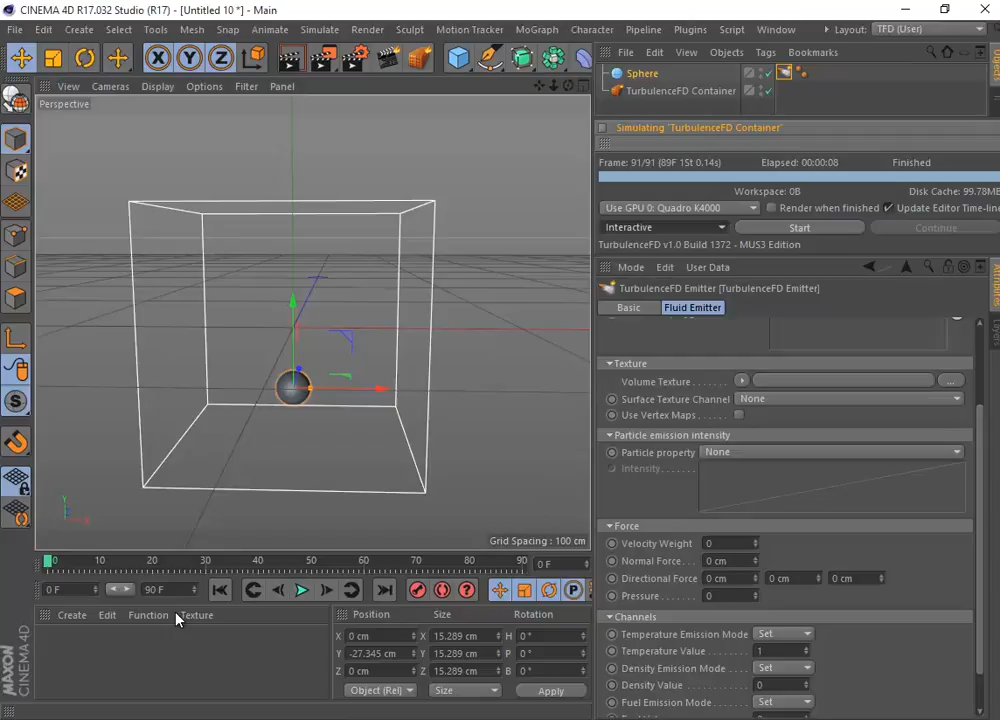 CINEMA 4D R17.032 Studio (R17) - [Untitled 10 *] - Main
File Edit Create Select Tools Mesh Snap Animate Simulate Render Sculpt Motion Tracker MoGraph Character Pipeline Plugins Script Window Layout: TFD (User)
File Edit View Objects Tags Bookmarks
Sphere
TurbulenceFD Container
View Cameras Display Options Filter Panel
Perspective
Simulating 'TurbulenceFD Container'
Frame: 91/91 (89F 15t 0.14s) Elapsed: 00:00:08 Finished
Workspace: 0B Disk Cache: 99.78MB
Use GPU 0: Quadro K4000 Render when finished Update Editor Time-line
Interactive Start Continue
TurbulenceFD v1.0 Build 1372 - MUS3 Edition
Mode Edit User Data
TurbulenceFD Emitter [TurbulenceFD Emitter]
Basic Fluid Emitter
Texture
Volume Texture
Surface Texture Channel None
Use Vertex Maps
Particle emission intensity
Particle property None
Intensity
Force
Velocity Weight 0
Normal Force 0 cm
Directional Force 0 cm 0 cm 0 cm
Pressure 0
Channels
Temperature Emission Mode Set
Temperature Value 1
Density Emission Mode Set
Density Value 0
Fuel Emission Mode Set
Y
X
Grid Spacing : 100 cm
0 10 20 30 40 50 60 70 80 90 0 F
0 F 90 F
Create Edit Function Texture
Position Size Rotation
X 0 cm X 15.289 cm H 0 °
Y -27.345 cm Y 15.289 cm P 0 °
Z 0 cm Z 15.289 cm B 0 °
Object (Rel) Size Apply
MAXON
CINEMA 4D
Objects
Attributes
Layers